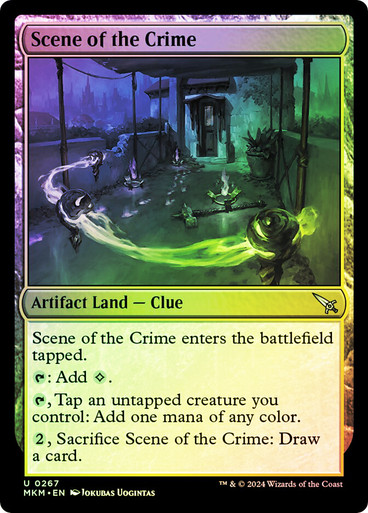 Scene of the Crime
Artifact Land — Clue
Scene of the Crime enters the battlefield
tapped.
: Add .
, Tap an untapped creature you
control: Add one mana of any color.
2, Sacrifice Scene of the Crime: Draw
a card.
U 0267
MKM • EN JOKUBAS UOGINTAS
™ & © 2024 Wizards of the Coast